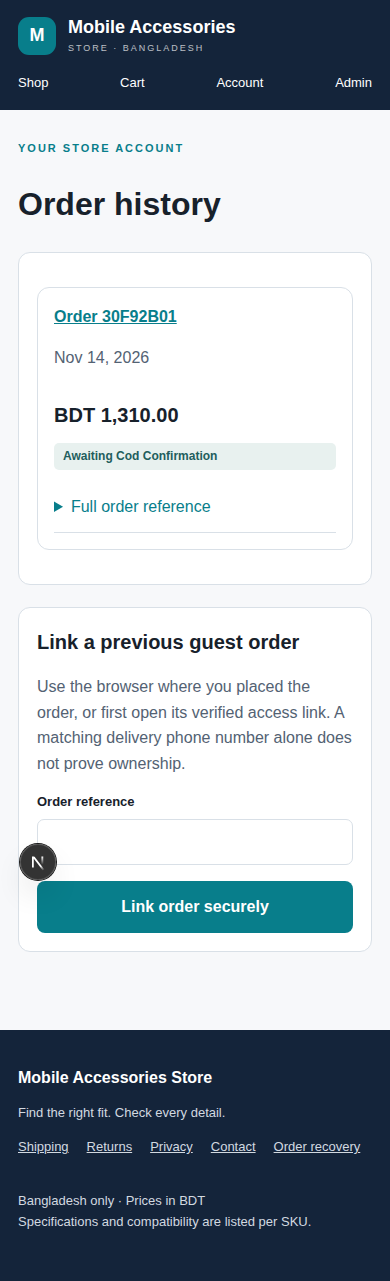 M
Mobile Accessories
STORE · BANGLADESH
Shop Cart Account Admin
YOUR STORE ACCOUNT
Order history
Order 30F92B01
Nov 14, 2026
BDT 1,310.00
Awaiting Cod Confirmation
Full order reference
Link a previous guest order
Use the browser where you placed the
order, or first open its verified access link. A
matching delivery phone number alone does
not prove ownership.
Order reference
N
Link order securely
Mobile Accessories Store
Find the right fit. Check every detail.
Shipping Returns Privacy Contact Order recovery
Bangladesh only · Prices in BDT
Specifications and compatibility are listed per SKU.